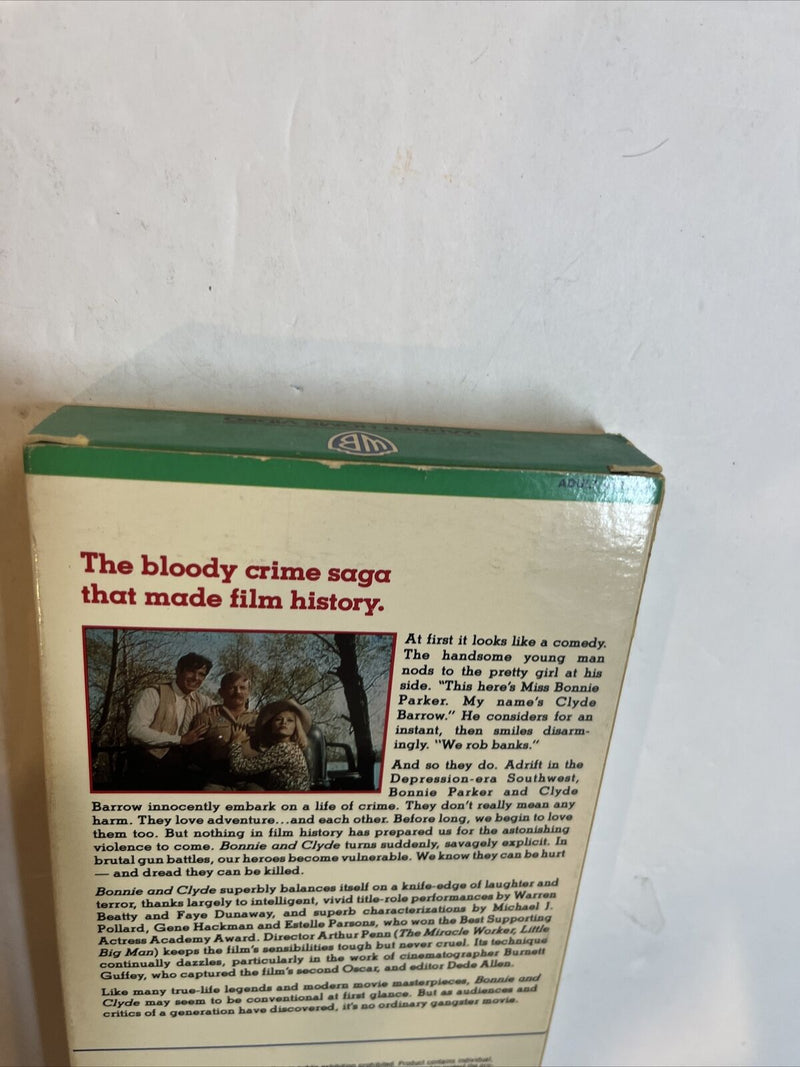 WB
The bloody crime saga
that made film history.
At first it looks like a comedy.
The handsome young man
nods to the pretty girl at his
side. "This here's Miss Bonnie
Parker. My name's Clyde
Barrow." He considers for an
instant, then smiles disarm-
ingly. "We rob banks."
And so they do. Adrift in the
Depression-era Southwest,
Bonnie Parker and Clyde
Barrow innocently embark on a life of crime. They don't really mean any
harm. They love adventure...and each other. Before long, we begin to love
them too. But nothing in film history has prepared us for the astonishing
violence to come. Bonnie and Clyde turns suddenly, savagely explicit. In
brutal gun battles, our heroes become vulnerable. We know they can be hurt
— and dread they can be killed.
Bonnie and Clyde superbly balances itself on a knife-edge of laughter and
terror, thanks largely to intelligent, vivid title-role performances by Warren
Beatty and Faye Dunaway, and superb characterizations by Michael J.
Pollard, Gene Hackman and Estelle Parsons, who won the Best Supporting
Actress Academy Award. Director Arthur Penn (The Miracle Worker, Little
Big Man) keeps the film's sensibilities tough but never cruel. Its technique
continually dazzles, particularly in the work of cinematographer Burnett
Guffey, who captured the film's second Oscar, and editor Dede Allen.
Like many true-life legends and modern movie masterpieces, Bonnie and
Clyde may seem to be conventional at first glance. But as audiences and
critics of a generation have discovered, it's no ordinary gangster movie.
exhibition prohibited. Product contains individual,